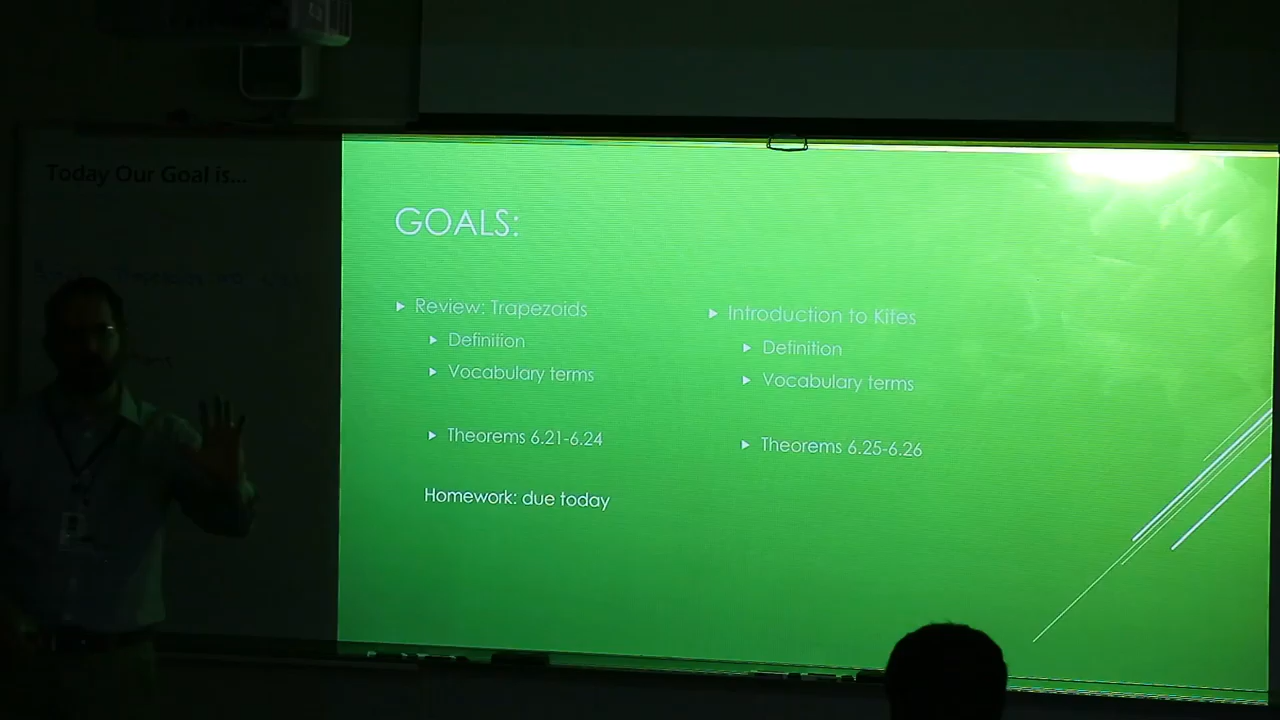 Today Our Goal is...
GOALS:
Review: Trapezoids
Definition
Vocabulary terms
Theorems 6.21-6.24
Homework: due today
Introduction to Kites
Definition
Vocabulary terms
Theorems 6.25-6.26